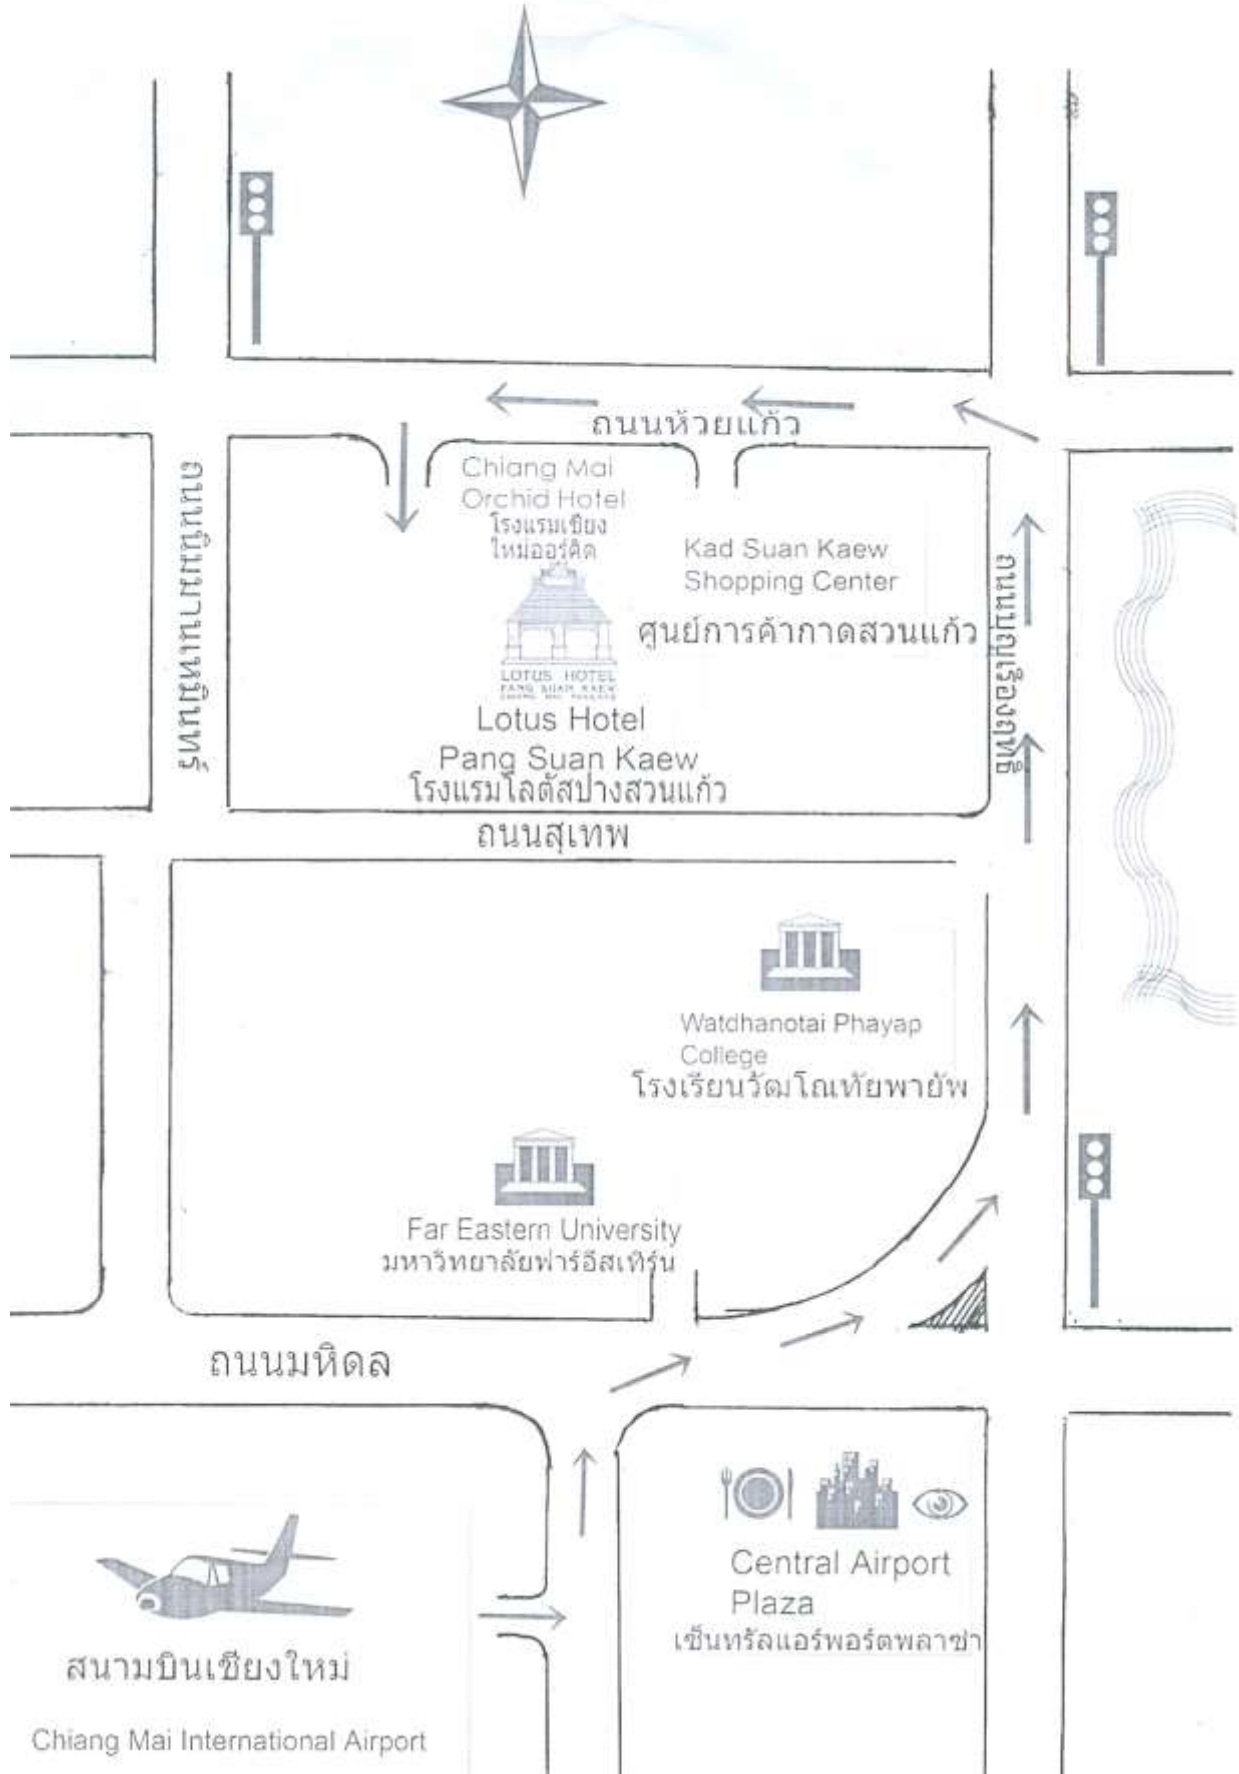 ถนนห้วยแก้ว
Chiang Mai
Orchid Hotel
โรงแรมเชียง
ใหม่ออร์คิด
Kad Suan Kaew
Shopping Center
ศูนย์การค้ากาดสวนแก้ว
ถนนนิมมานเหมินทร์
ถนนบุญเรืองฤทธิ์
LOTUS HOTEL
PANG SUAN KAEW
CHIANG MAI THAILAND
Lotus Hotel
Pang Suan Kaew
โรงแรมโลตัสปางสวนแก้ว
ถนนสุเทพ
Watdhanotai Phayap
College
โรงเรียนวัฒโณทัยพายัพ
Far Eastern University
มหาวิทยาลัยฟาร์อีสเทิร์น
ถนนมหิดล
Central Airport
Plaza
เซ็นทรัลแอร์พอร์ตพลาซ่า
สนามบินเชียงใหม่
Chiang Mai International Airport